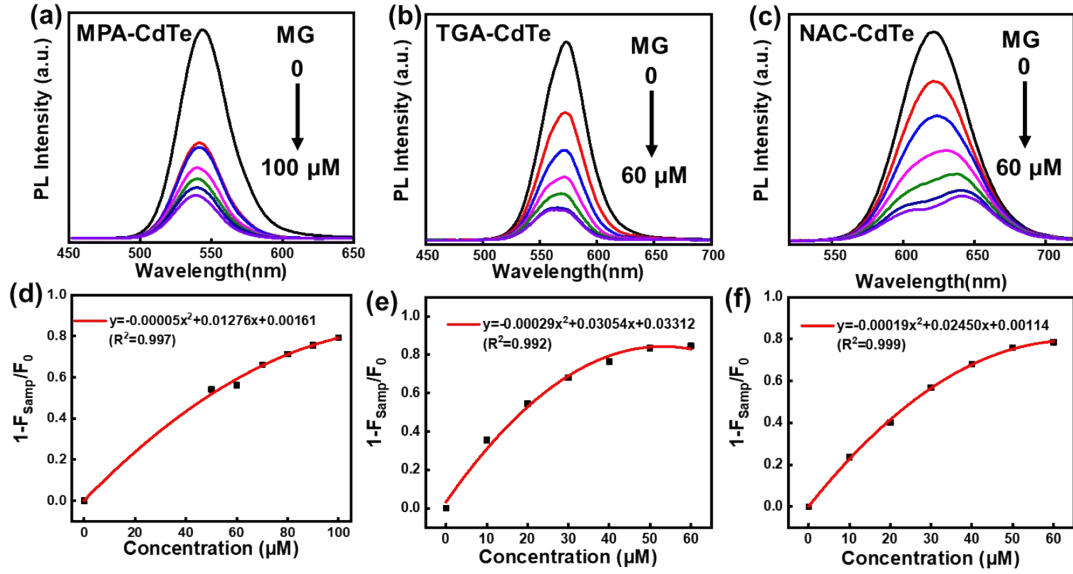 (a) MPA-CdTe
MG
0
100 µM
PL Intensity (a.u.)
450 500 550 600 650
Wavelength(nm)
(b) TGA-CdTe
MG
0
60 µM
PL Intensity (a.u.)
450 500 550 600 650 700
Wavelength(nm)
(c) NAC-CdTe
MG
0
60 µM
PL Intensity (a.u.)
550 600 650 700
Wavelength(nm)
(d)
y=-0.00005x²+0.01276x+0.00161
(R²=0.997)
1-F_Samp/F₀
1.0
0.8
0.6
0.4
0.2
0.0
0 20 40 60 80 100
Concentration (µM)
(e)
y=-0.00029x²+0.03054x+0.03312
(R²=0.992)
1-F_Samp/F₀
1.0
0.8
0.6
0.4
0.2
0.0
0 10 20 30 40 50 60
Concentration (µM)
(f)
y=-0.00019x²+0.02450x+0.00114
(R²=0.999)
1-F_Samp/F₀
1.0
0.8
0.6
0.4
0.2
0.0
0 10 20 30 40 50 60
Concentration (µM)